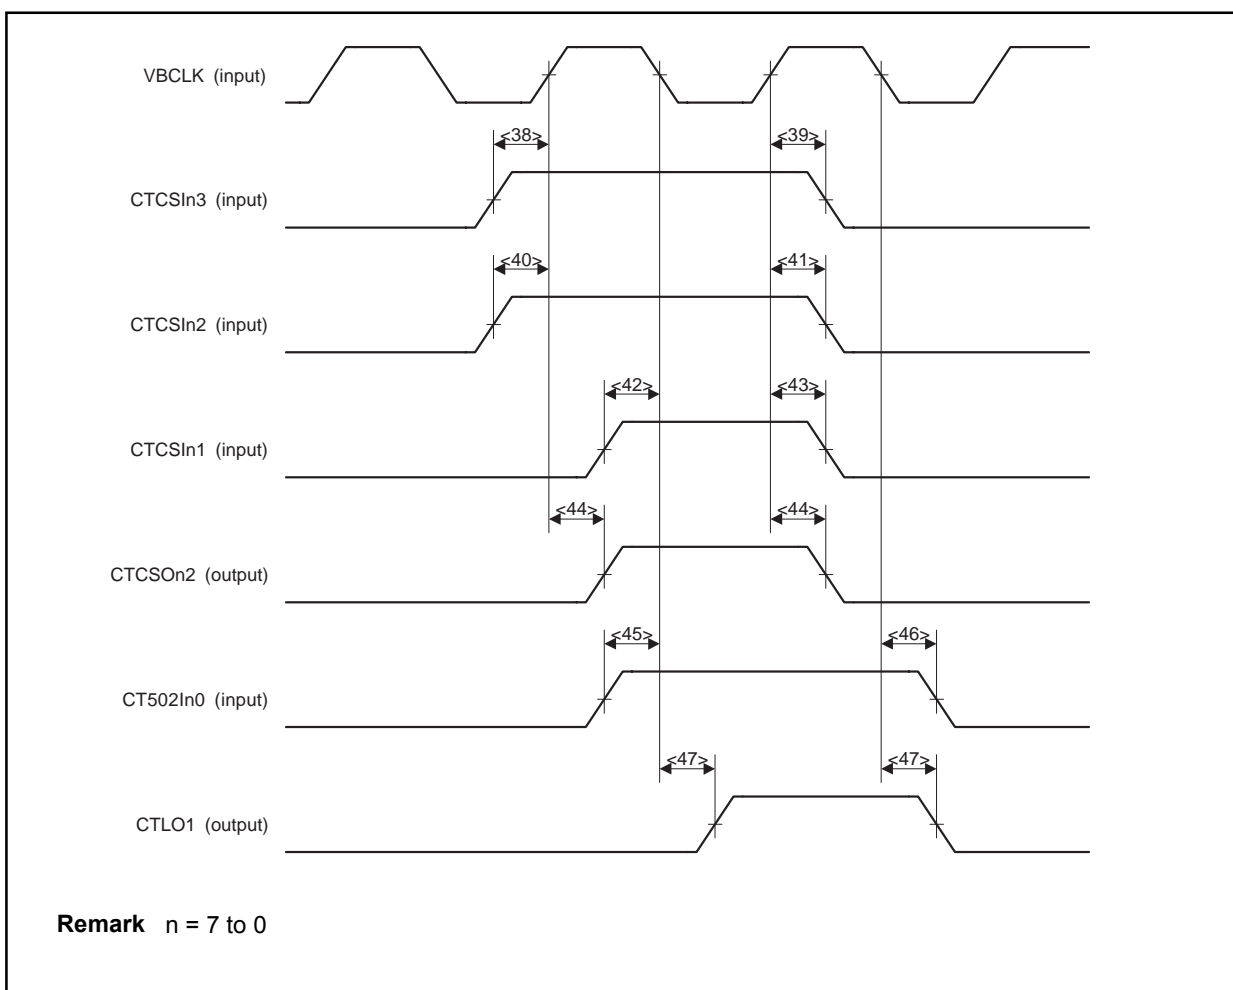 VBCLK (input)
<38> <39>
CTCSIn3 (input)
<40> <41>
CTCSIn2 (input)
<42> <43>
CTCSIn1 (input)
<44> <44>
CTCSOn2 (output)
<45> <46>
CT502In0 (input)
<47> <47>
CTLO1 (output)
Remark n = 7 to 0